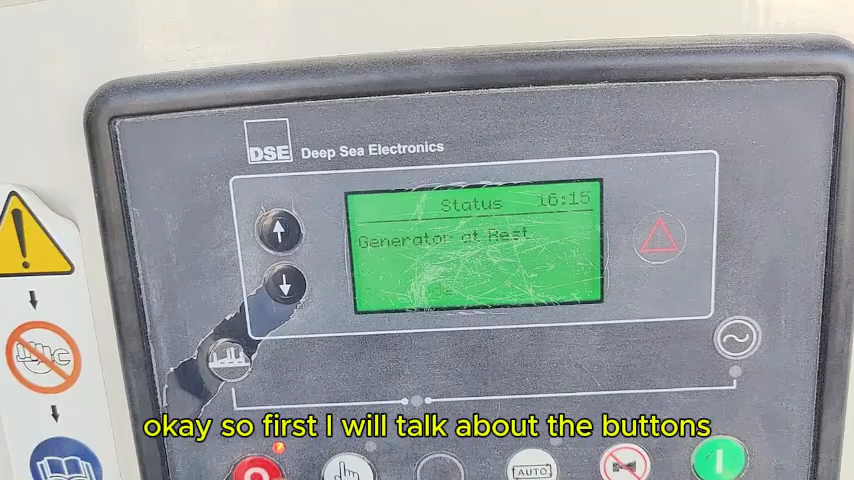 DSE Deep Sea Electronics
Status 16:15
Generator at Rest
okay so first I will talk about the buttons
AUTO